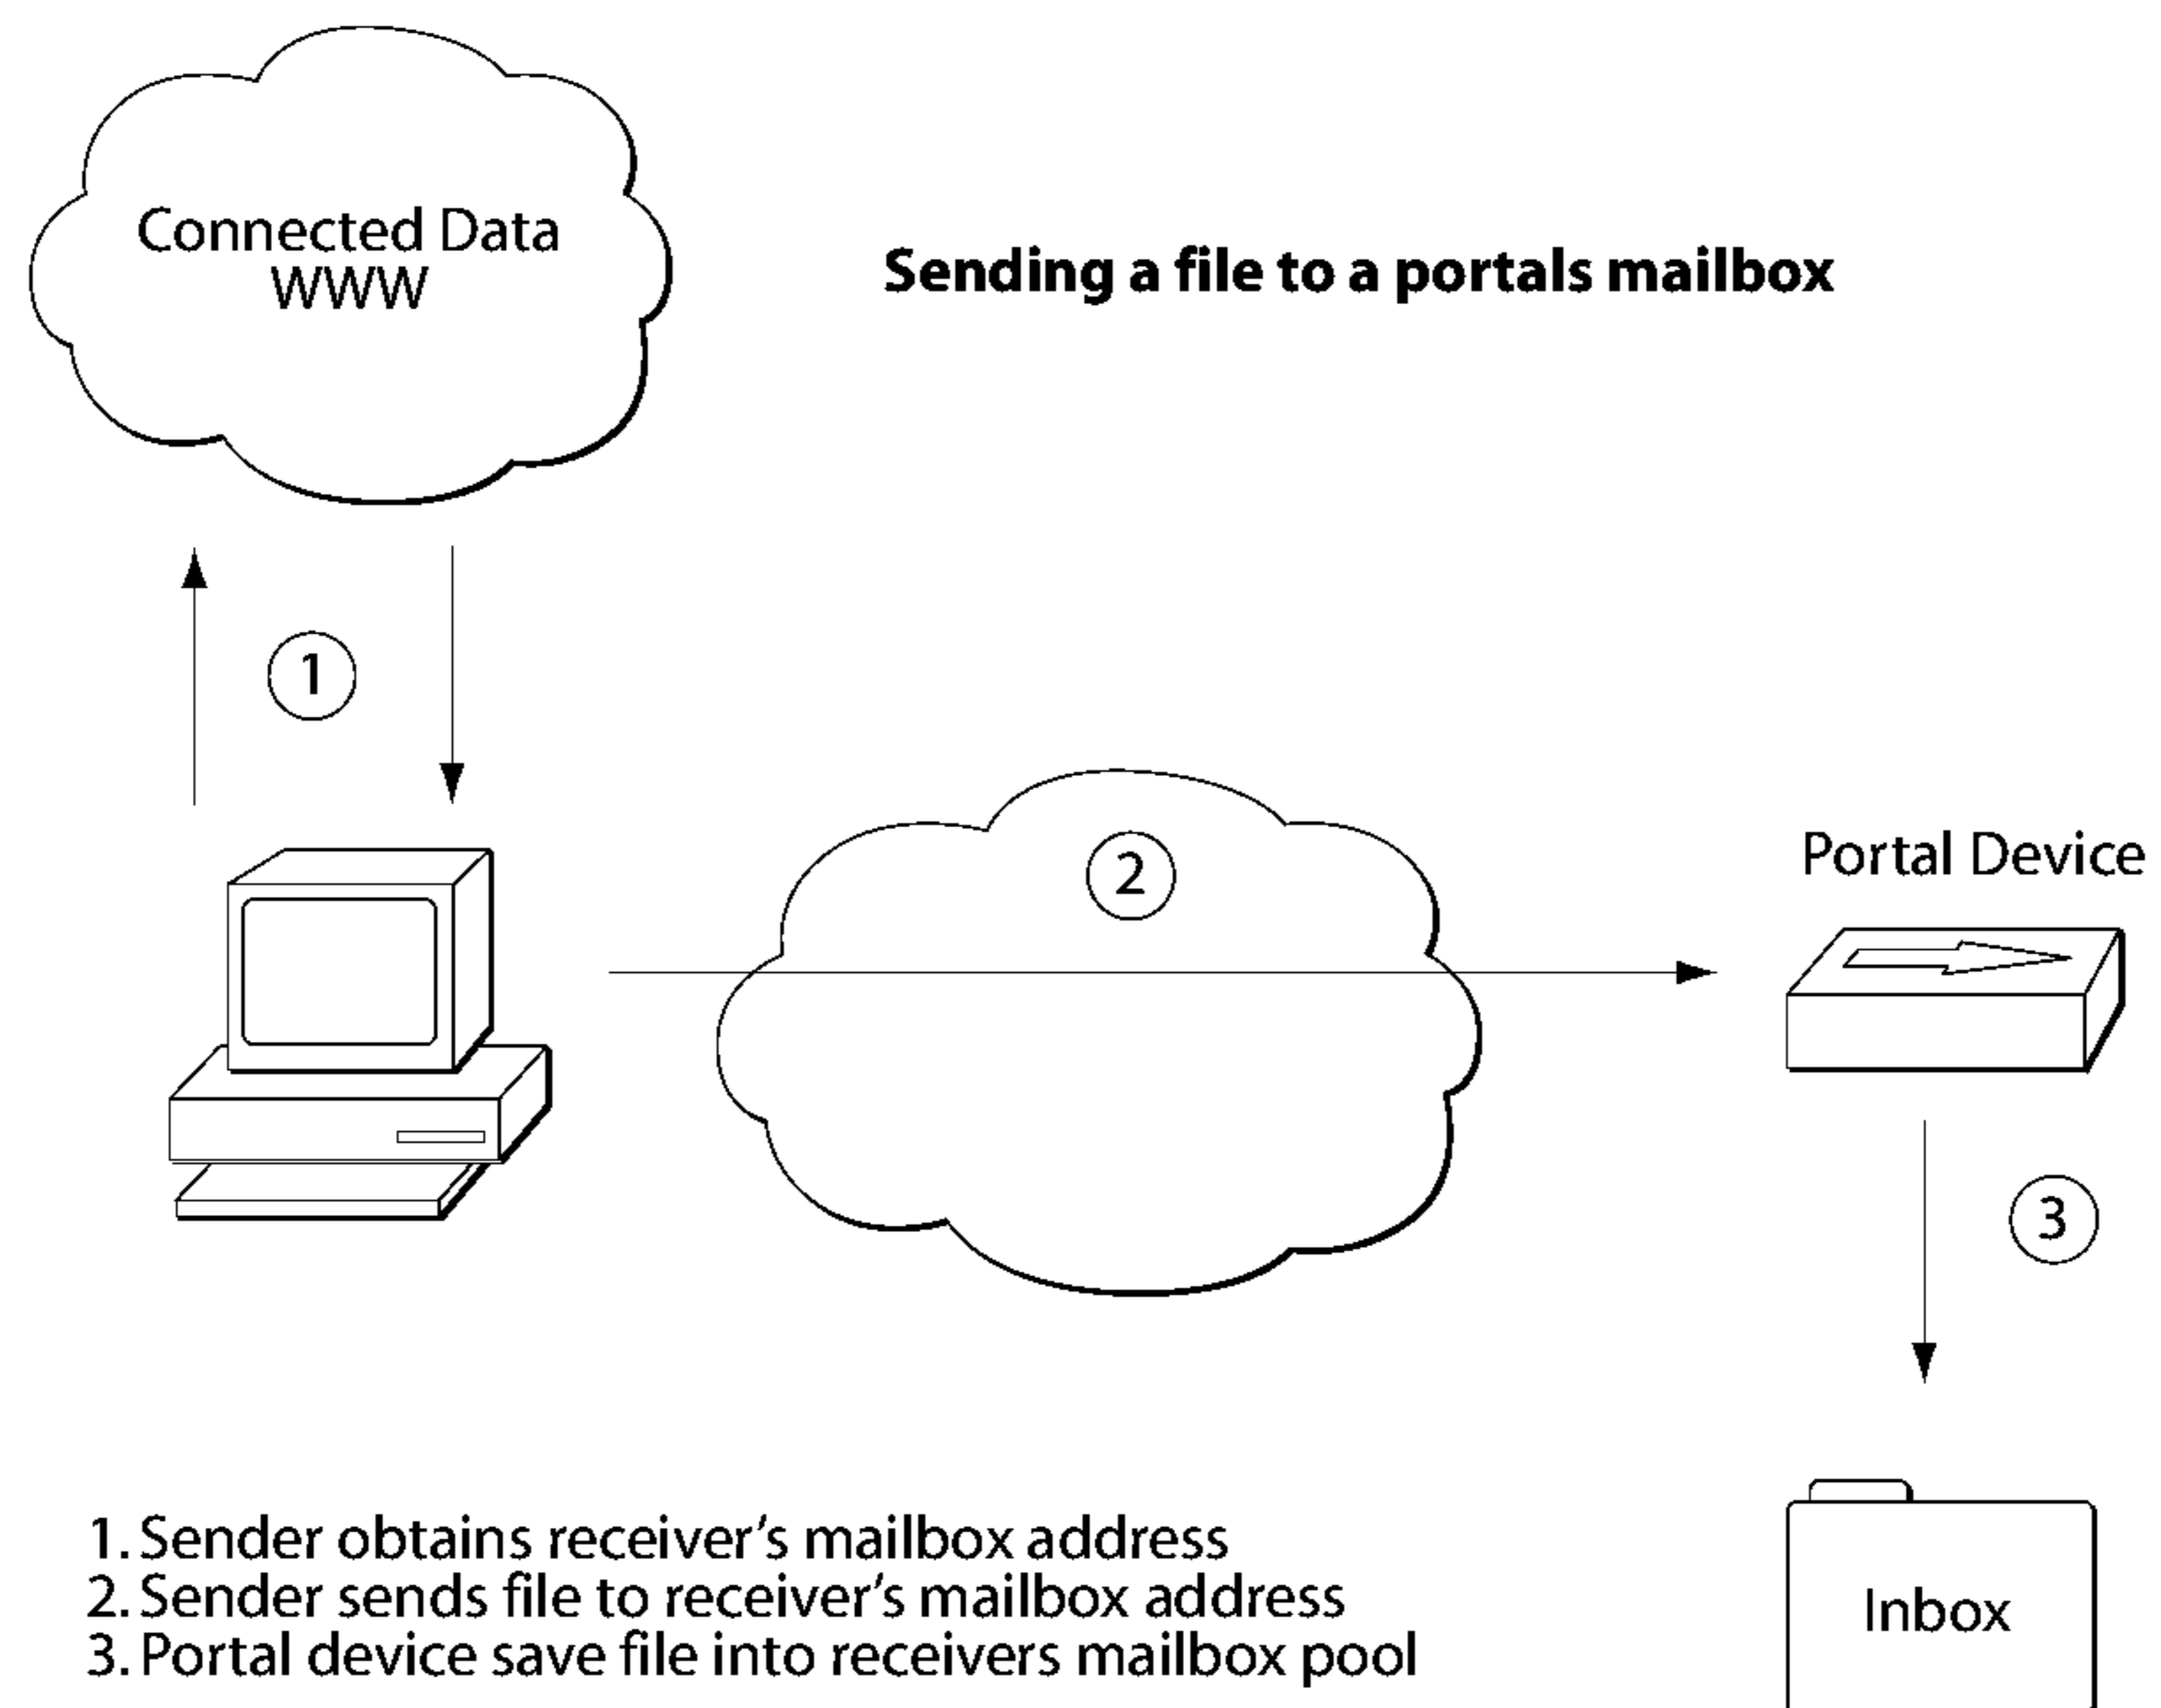 Connected Data
WWW
Sending a file to a portals mailbox
1
2
Portal Device
3
1. Sender obtains receiver's mailbox address
2. Sender sends file to receiver's mailbox address
3. Portal device save file into receivers mailbox pool
Inbox